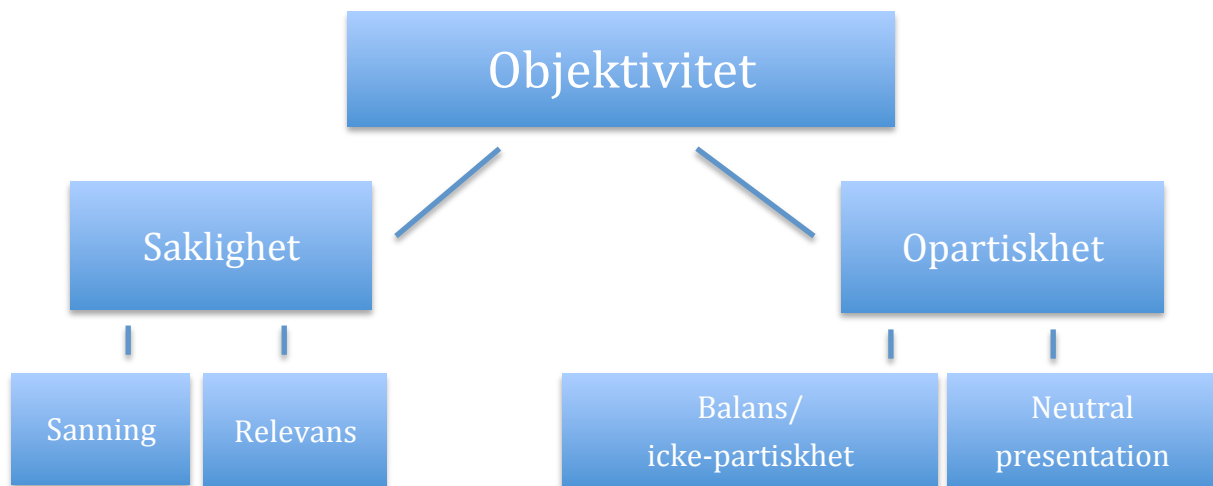 Objektivitet
Saklighet
Opartiskhet
Sanning
Relevans
Balans/
icke-partiskhet
Neutral
presentation